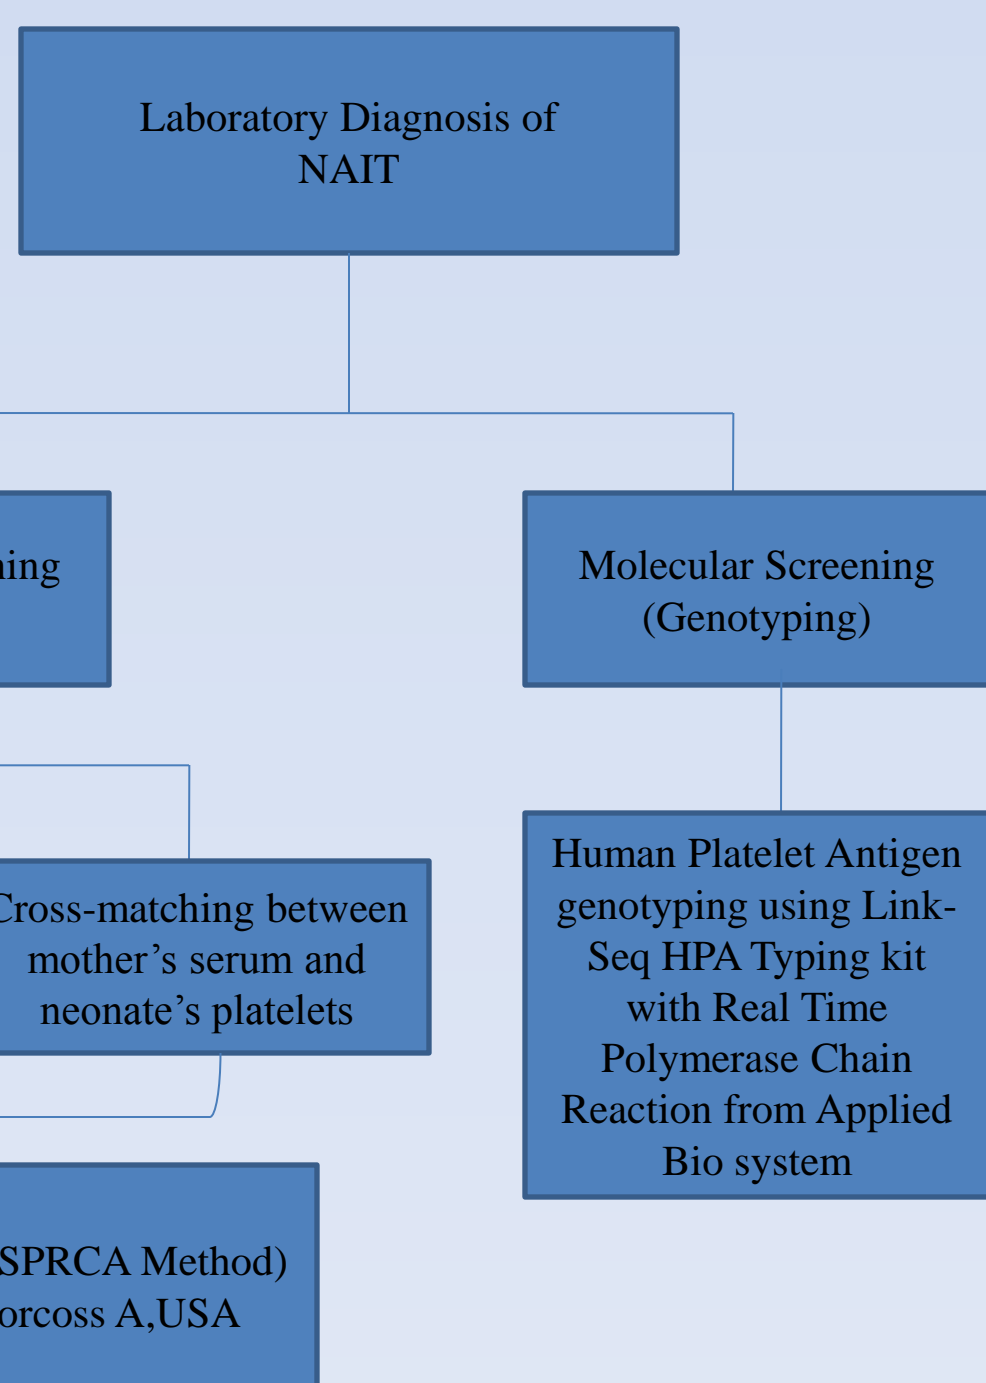 Laboratory Diagnosis of
NAIT
ning
Molecular Screening
(Genotyping)
Cross-matching between
mother’s serum and
neonate’s platelets
Human Platelet Antigen
genotyping using Link-
Seq HPA Typing kit
with Real Time
Polymerase Chain
Reaction from Applied
Bio system
SPRCA Method)
orcoss A,USA